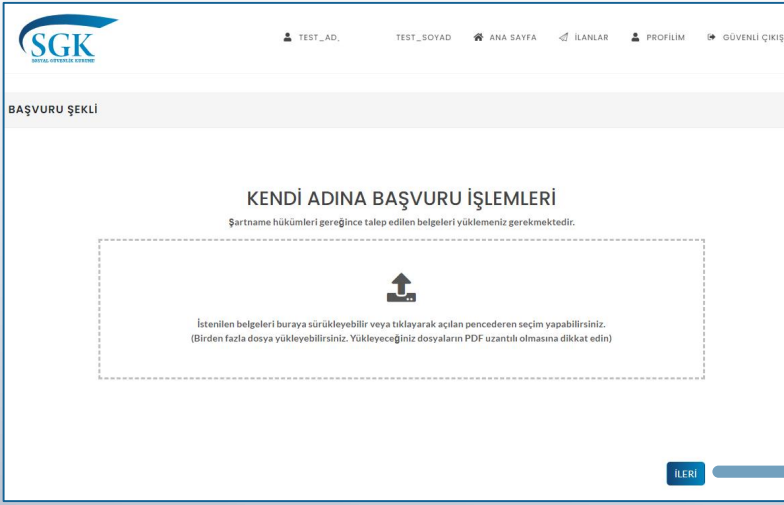 SGK
SOSYAL GÜVENLİK KURUMU
TEST_AD_ TEST_SOYAD ANA SAYFA İLANLAR PROFİLİM GÜVENLİ ÇIKIŞ
BAŞVURU ŞEKLİ
KENDİ ADINA BAŞVURU İŞLEMLERİ
Şartname hükümleri gereğince talep edilen belgeleri yüklemeniz gerekmektedir.
İstenilen belgeleri buraya sürükleyebilir veya tıklayarak açılan pencederen seçim yapabilirsiniz.
(Birden fazla dosya yükleyebilirsiniz. Yükleyeceğiniz dosyaların PDF uzantılı olmasına dikkat edin)
İLERİ